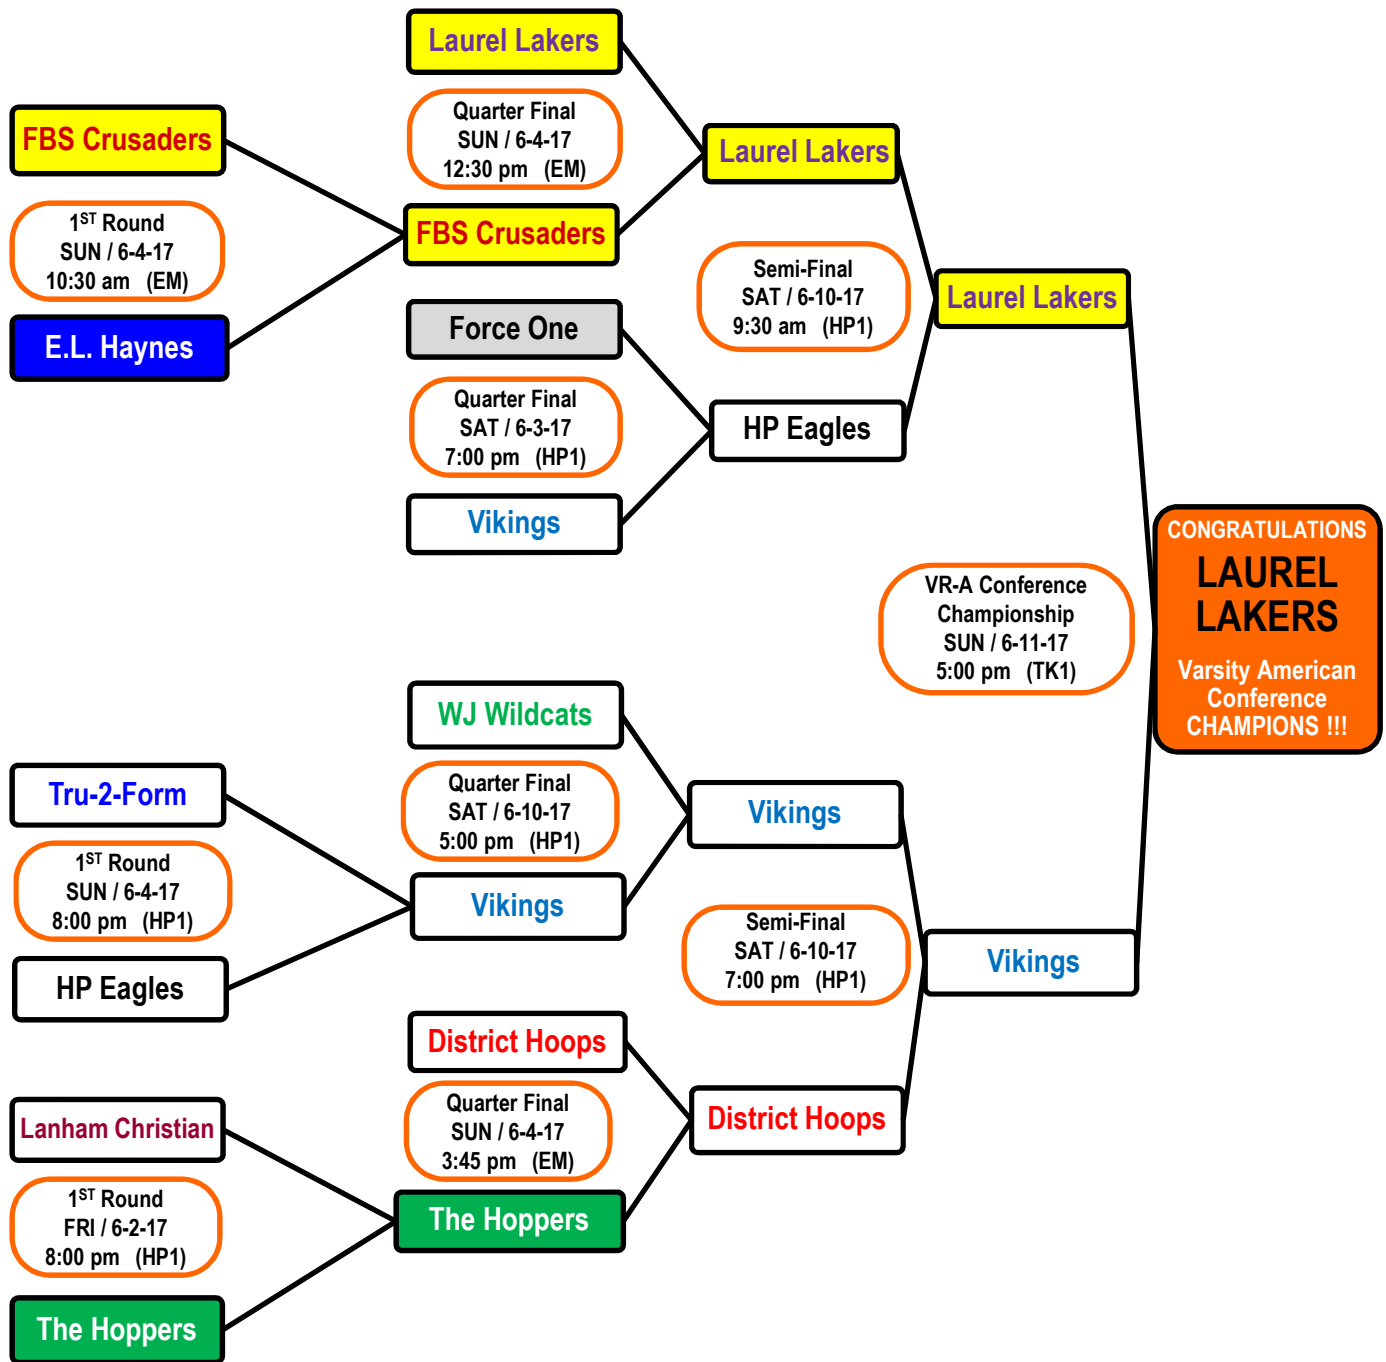 Laurel Lakers
Quarter Final
SUN / 6-4-17
12:30 pm (EM)
FBS Crusaders
Laurel Lakers
1ST Round
SUN / 6-4-17
10:30 am (EM)
FBS Crusaders
Semi-Final
SAT / 6-10-17
9:30 am (HP1)
Laurel Lakers
E.L. Haynes
Force One
Quarter Final
SAT / 6-3-17
7:00 pm (HP1)
HP Eagles
Vikings
CONGRATULATIONS
LAUREL
LAKERS
Varsity American
Conference
CHAMPIONS !!!
VR-A Conference
Championship
SUN / 6-11-17
5:00 pm (TK1)
WJ Wildcats
Tru-2-Form
Quarter Final
SAT / 6-10-17
5:00 pm (HP1)
Vikings
1ST Round
SUN / 6-4-17
8:00 pm (HP1)
Vikings
Semi-Final
SAT / 6-10-17
7:00 pm (HP1)
Vikings
HP Eagles
District Hoops
Quarter Final
SUN / 6-4-17
3:45 pm (EM)
District Hoops
Lanham Christian
1ST Round
FRI / 6-2-17
8:00 pm (HP1)
The Hoppers
The Hoppers